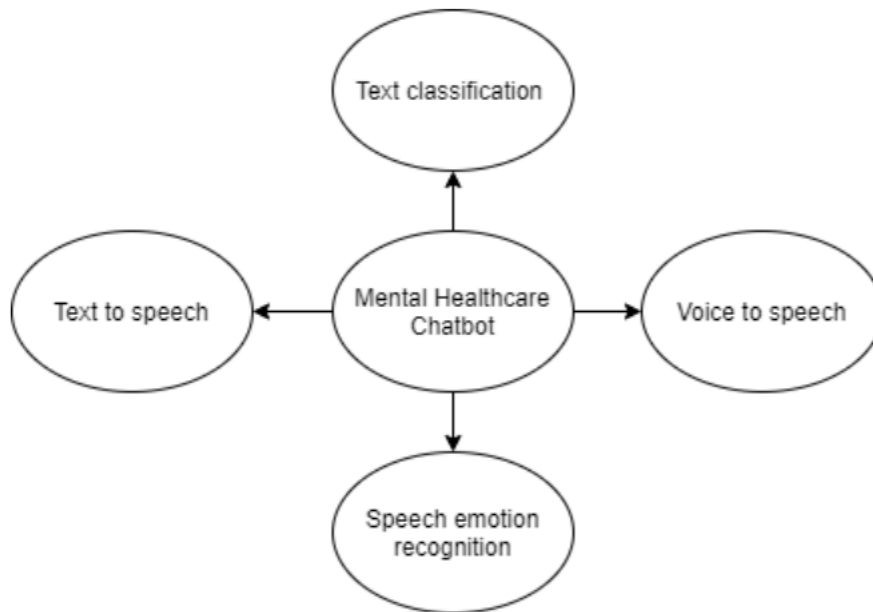 Text classification
Text to speech
Mental Healthcare
Chatbot
Voice to speech
Speech emotion
recognition